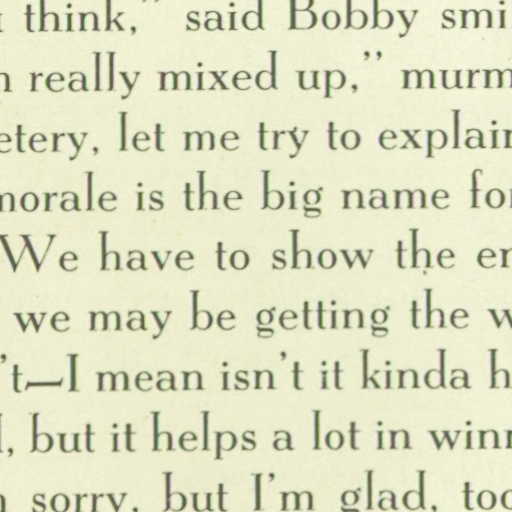 think," said Bobby smi
really mixed up," murm
etery, let me try to explain
morale is the big name for
We have to show the en
we may be getting the w
't—I mean isn't it kinda h
, but it helps a lot in winn
sorry, but I'm glad, too